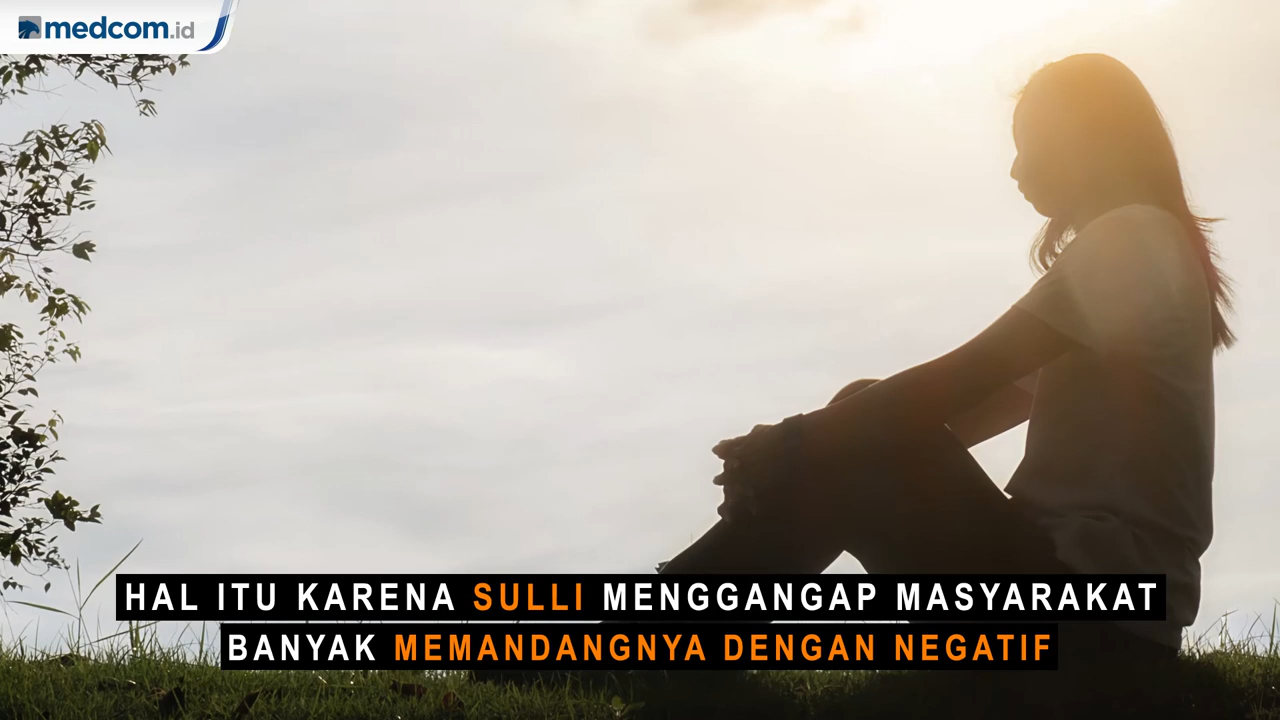 medcom.id
HAL ITU KARENA SULLI MENGGANGAP MASYARAKAT
BANYAK MEMANDANGNYA DENGAN NEGATIF